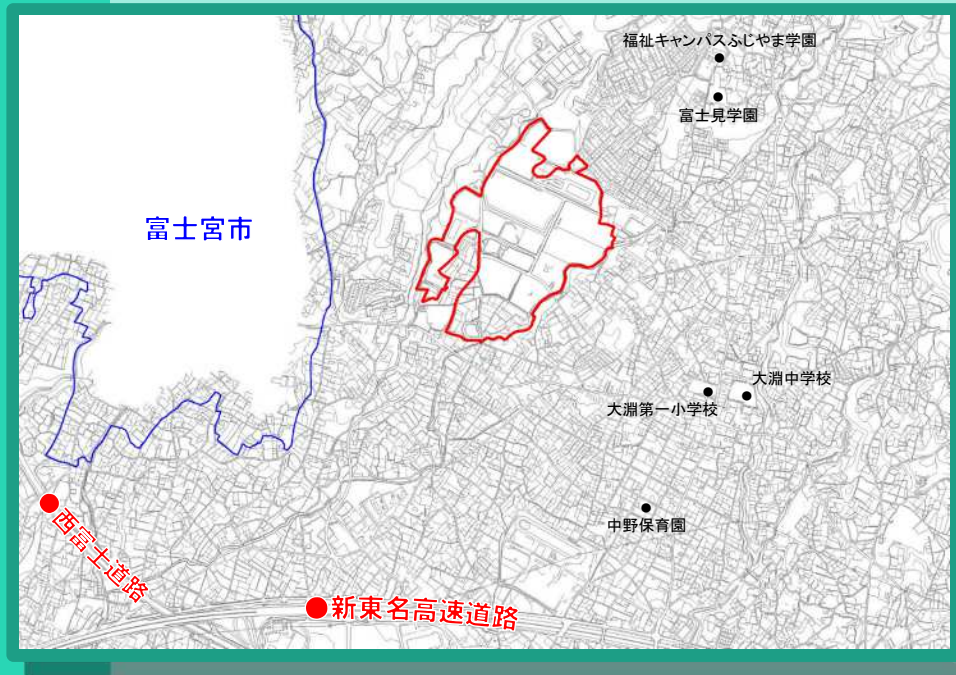 福祉キャンパスふじやま学園
富士見学園
富士宮市
大淵中学校
大淵第一小学校
中野保育園
西富士道路
新東名高速道路